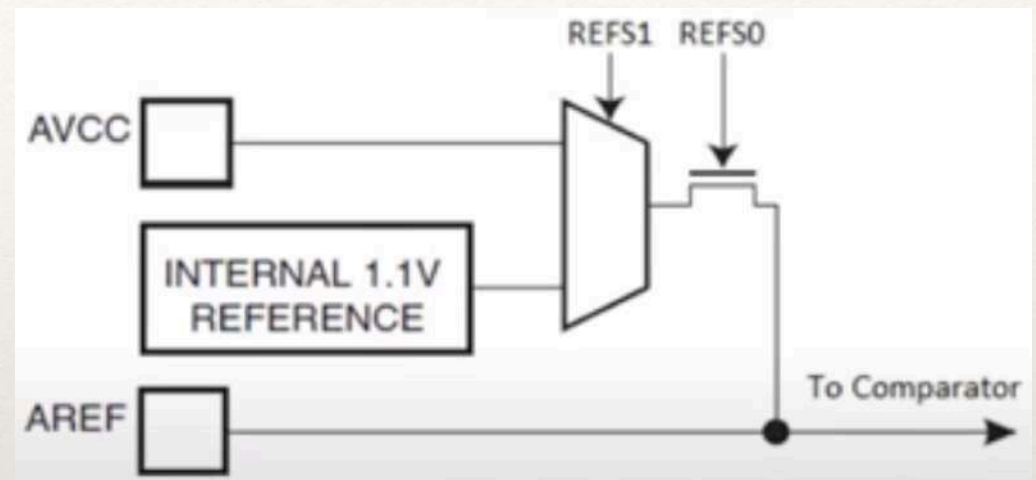 REFS1 REFS0
AVCC
INTERNAL 1.1V
REFERENCE
To Comparator
AREF